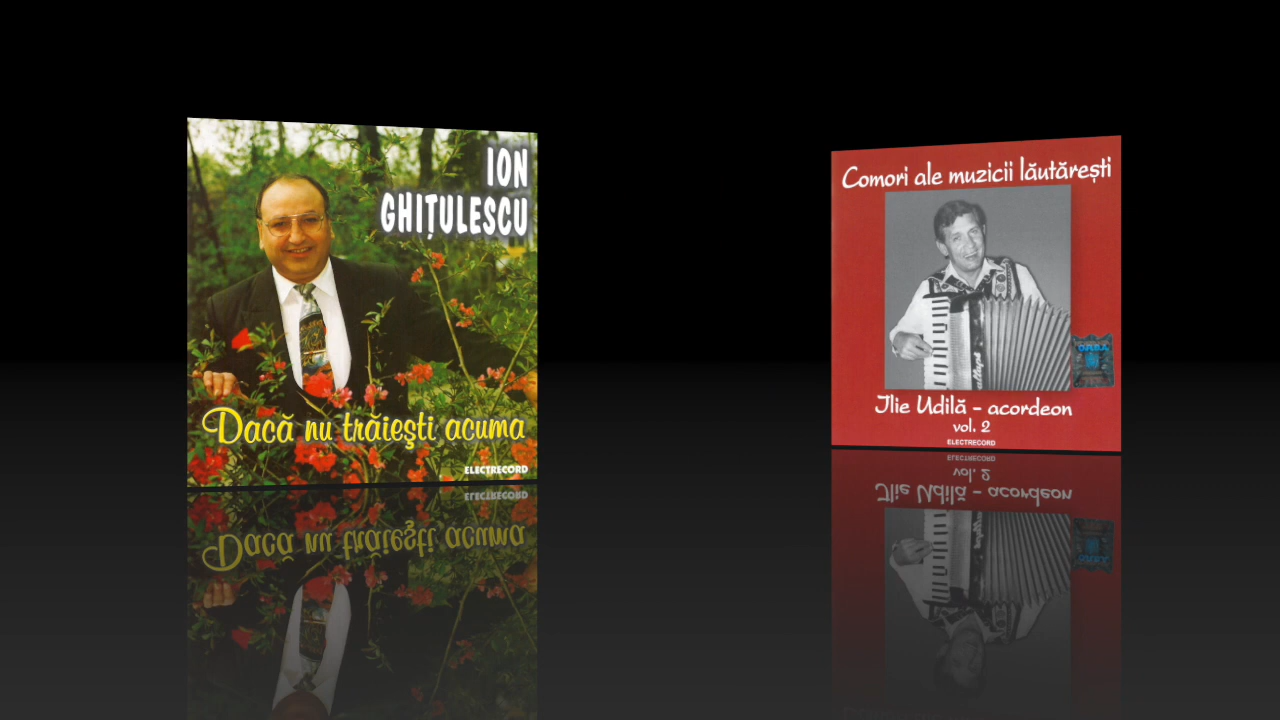 ION
GHIȚULESCU
Dacă nu trăiești acuma
ELECTRECORD
Comori ale muzicii lăutărești
Ilie Udilă - acordeon
vol. 2
ELECTRECORD